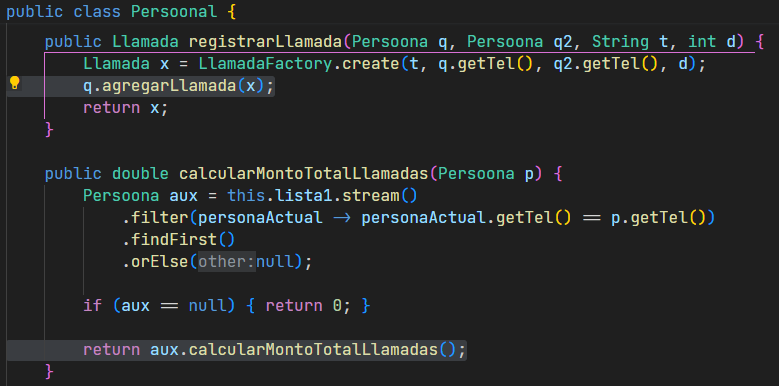 public class Persoonal {
public Llamada registrarLlamada(Persoona q, Persoona q2, String t, int d) {
Llamada x = LlamadaFactory.create(t, q.getTel(), q2.getTel(), d);
q.agregarLlamada(x);
return x;
}
public double calcularMontoTotalLlamadas(Persoona p) {
Persoona aux = this.lista1.stream()
.filter(personaActual -> personaActual.getTel() == p.getTel())
.findFirst()
.orElse(other:null);
if (aux == null) { return 0; }
return aux.calcularMontoTotalLlamadas();
}